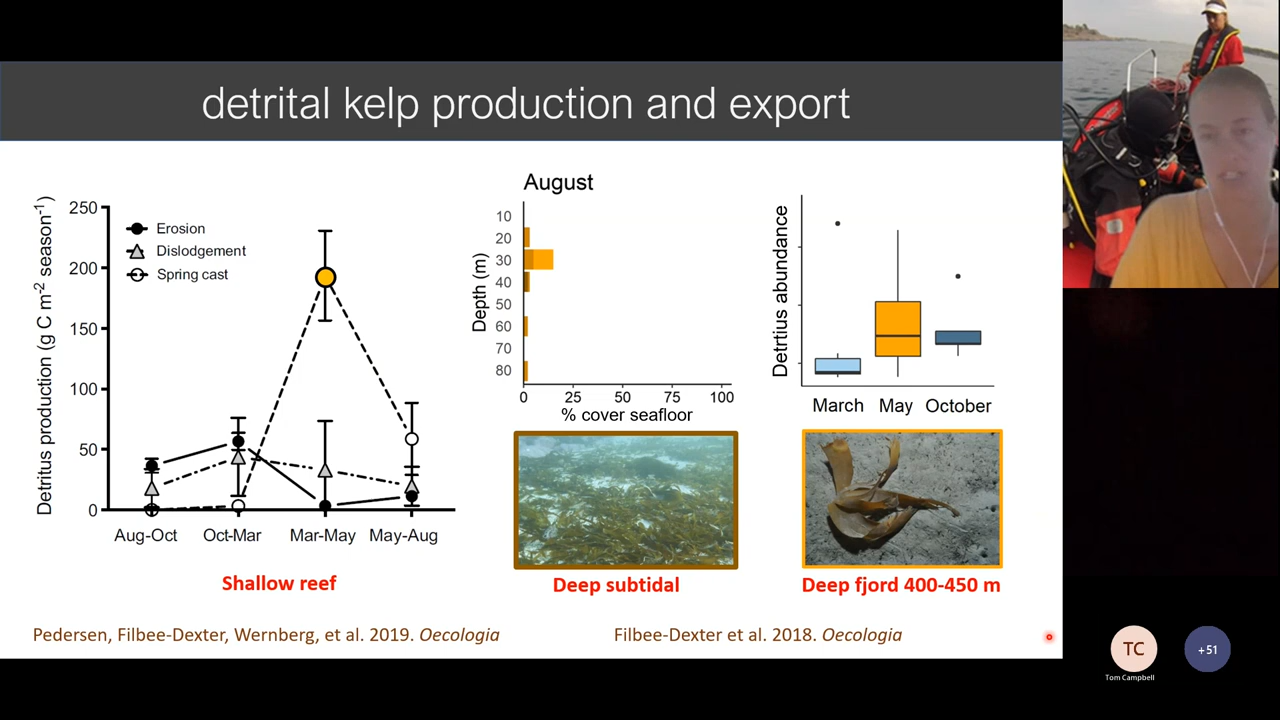 detrital kelp production and export
Detritus production (g C m-2 season-1)
250
200
150
100
50
0
Erosion
Dislodgement
Spring cast
Aug-Oct
Oct-Mar
Mar-May
May-Aug
Shallow reef
August
Depth (m)
10
20
30
40
50
60
70
80
0
25
50
75
100
% cover seafloor
Deep subtidal
Detrtius abundance
March
May
October
Deep fjord 400-450 m
Pedersen, Filbee-Dexter, Wernberg, et al. 2019. Oecologia
Filbee-Dexter et al. 2018. Oecologia
TC
Tom Campbell
+51